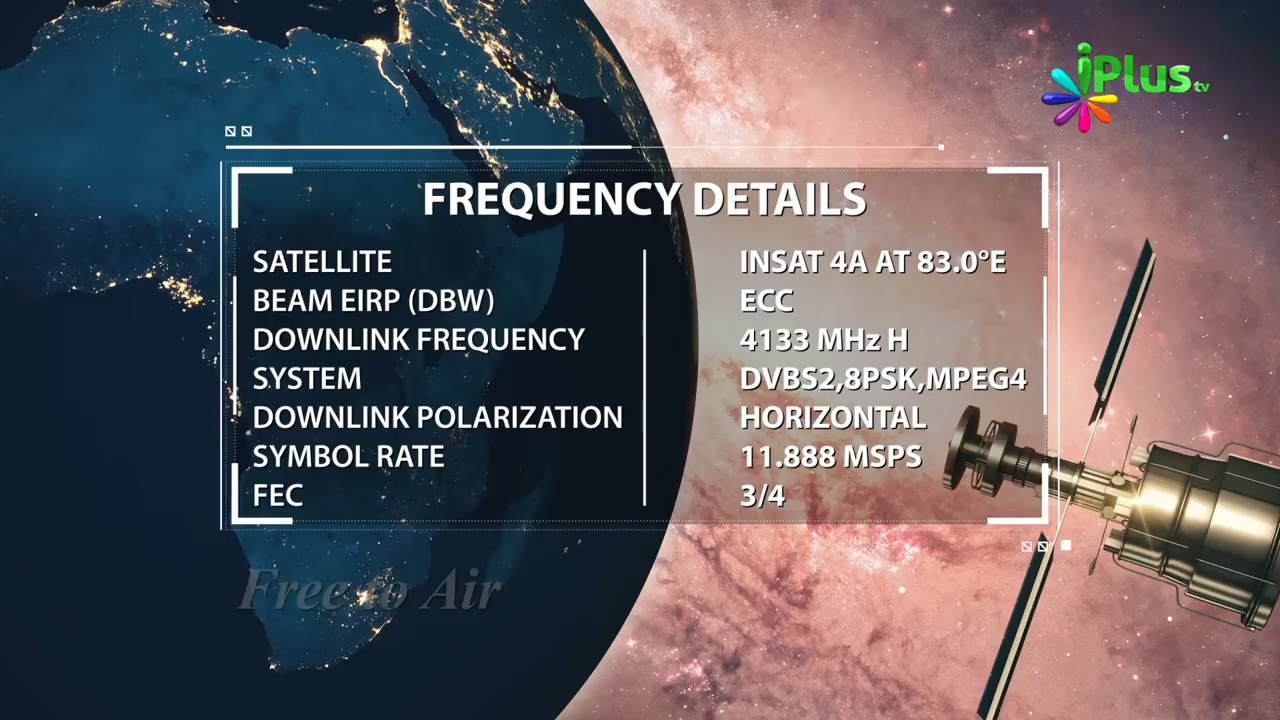 iPlus tv
FREQUENCY DETAILS
SATELLITE INSAT 4A AT 83.0°E
BEAM EIRP (DBW) ECC
DOWNLINK FREQUENCY 4133 MHz H
SYSTEM DVBS2,8PSK,MPEG4
DOWNLINK POLARIZATION HORIZONTAL
SYMBOL RATE 11.888 MSPS
FEC 3/4
Free to Air